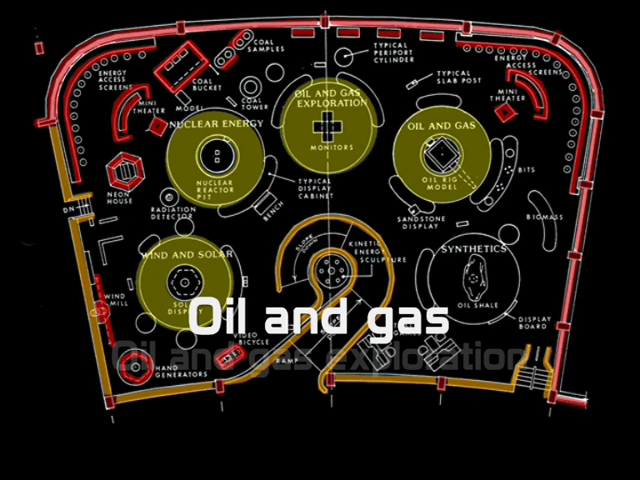 COAL
SAMPLES
TYPICAL
PERIPORT
CYLINDER
ENERGY
ACCESS
SCREENS
ENERGY
ACCESS
SCREENS
COAL
BUCKET
TYPICAL
SLAB POST
MINI
THEATER
MODEL
COAL
TOWER
OIL AND GAS
EXPLORATION
MINI
THEATER
NUCLEAR ENERGY
OIL AND GAS
MONITORS
NUCLEAR
REACTOR
PIT
OIL RIG
MODEL
BITS
NEON
HOUSE
TYPICAL
DISPLAY
CABINET
DN
RADIATION
DETECTOR
BENCH
SANDSTONE
DISPLAY
BIOMASS
SLOPE
DOWN
KINETIC
ENERGY
SCULPTURE
WIND AND SOLAR
SYNTHETICS
WIND
MILL
OIL SHALE
Oil and gas
DISPLAY
BOARD
VIDEO
BICYCLE
Oil and gas exploration
RAMP
HAND
GENERATORS